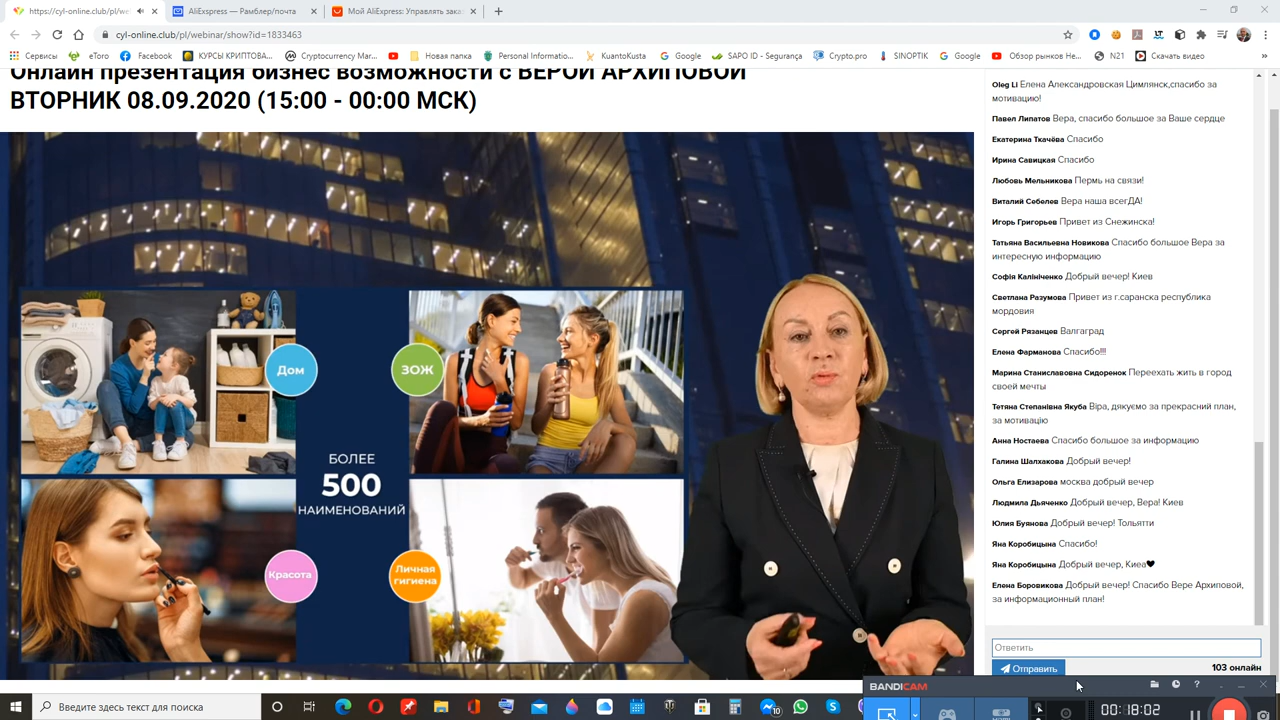 https://cyl-online.club/pl/we
AliExspress — Рамблер/почта
Мой AliExpress: Управлять зака
cyl-online.club/pl/webinar/show?id=1833463
Сервисы
eToro
Facebook
КУРСЫ КРИПТОВА...
Cryptocurrency Mar...
Новая папка
Personal Informatio...
KuantoKusta
Google
SAPO ID - Segurança
Crypto.pro
SINOPTIK
Google
Обзор рынков Не...
N21
Скачать видео
Онлайн презентация бизнес возможности с ВЕРОЙ АРХИПОВОЙ
ВТОРНИК 08.09.2020 (15:00 - 00:00 МСК)
Дом
ЗОЖ
БОЛЕЕ
500
НАИМЕНОВАНИЙ
Красота
Личная
гигиена
Oleg Li Елена Александровская Цимлянск,спасибо за
мотивацию!
Павел Липатов Вера, спасибо большое за Ваше сердце
Екатерина Ткачёва Спасибо
Ирина Савицкая Спасибо
Любовь Мельникова Пермь на связи!
Виталий Себелев Вера наша всегДА!
Игорь Григорьев Привет из Снежинска!
Татьяна Васильевна Новикова Спасибо большое Вера за
интересную информацию
Софія Калініченко Добрый вечер! Киев
Светлана Разумова Привет из г.саранска республика
мордовия
Сергей Рязанцев Валгаград
Елена Фарманова Спасибо!!!
Марина Станиславовна Сидоренок Переехать жить в город
своей мечты
Тетяна Степанівна Якуба Віра, дякуємо за прекрасний план,
за мотивацію
Анна Ностаева Спасибо большое за информацию
Галина Шалхакова Добрый вечер!
Ольга Елизарова москва добрый вечер
Людмила Дьяченко Добрый вечер, Вера! Киев
Юлия Буянова Добрый вечер! Тольятти
Яна Коробицына Спасибо!
Яна Коробицына Добрый вечер, Киеа🖤
Елена Боровикова Добрый вечер! Спасибо Вере Архиповой,
за информационный план!
Ответить
Отправить
103 онлайн
BANDICAM
00:18:02
Введите здесь текст для поиска
10